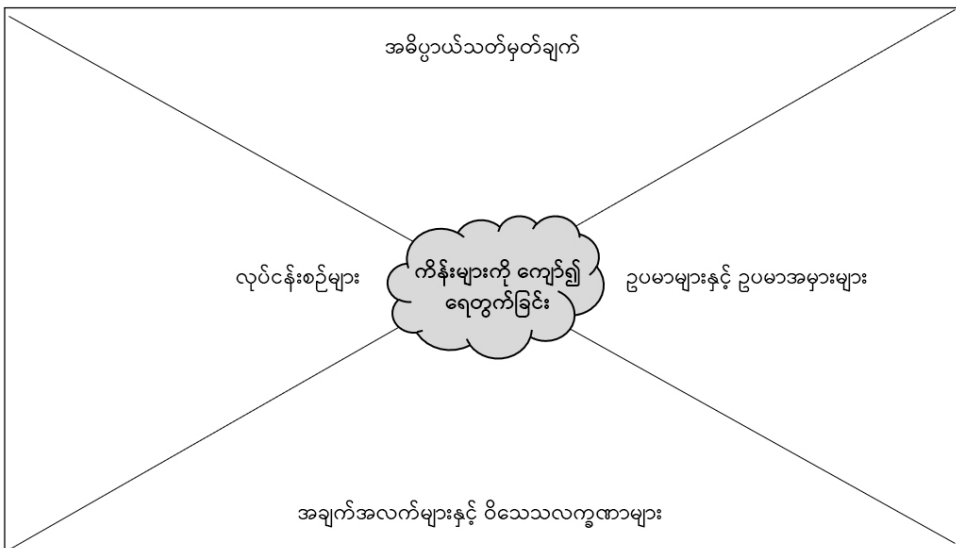 အဓိပ္ပာယ်သတ်မှတ်ချက်
လုပ်ငန်းစဉ်များ
ကိန်းများကို ကျော်၍
ရေတွက်ခြင်း
ဥပမာများနှင့် ဥပမာအမှားများ
အချက်အလက်များနှင့် ဝိသေသလက္ခဏာများ